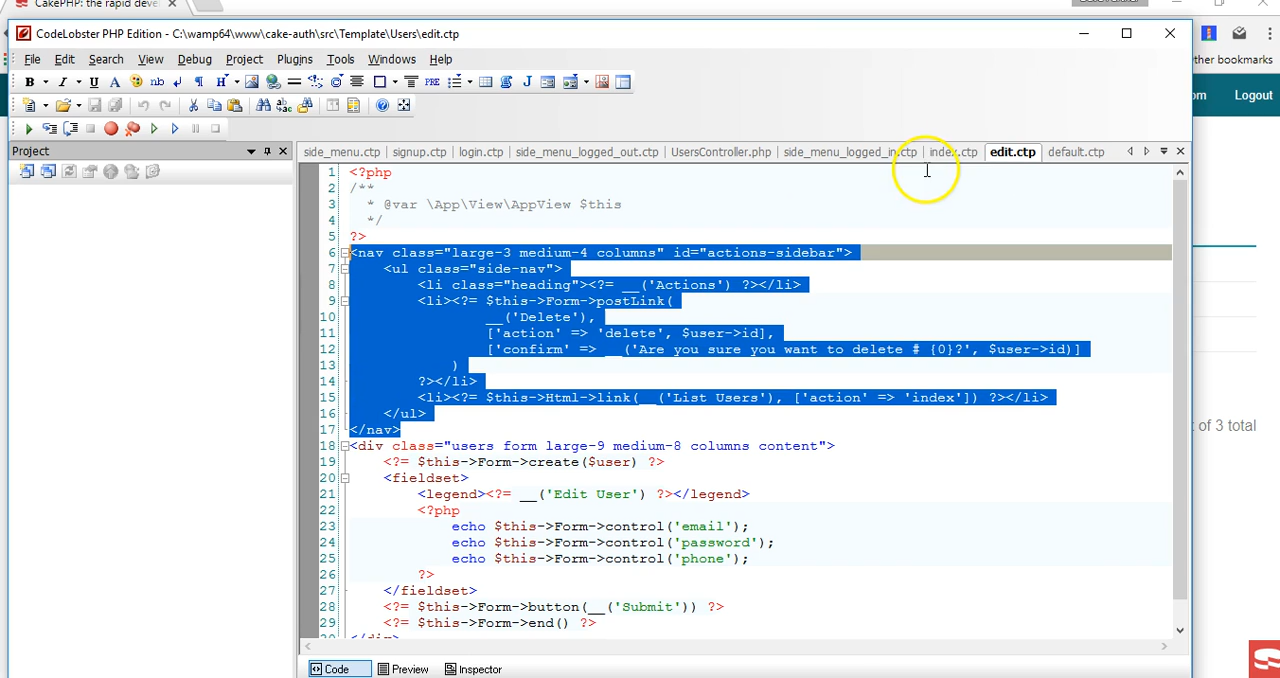 CakePHP: the rapid deve
CodeLobster PHP Edition - C:\wamp64\www\cake-auth\src\Template\Users\edit.ctp
ther bookmarks
File Edit Search View Debug Project Plugins Tools Windows Help
B I U A nb H PRE J
om Logout
Project
side_menu.ctp signup.ctp login.ctp side_menu_logged_out.ctp UsersController.php side_menu_logged_in.ctp index.ctp edit.ctp default.ctp
1 <?php
2 /**
3 * @var \App\View\AppView $this
4 */
5 ?>
6 <nav class="large-3 medium-4 columns" id="actions-sidebar">
7 <ul class="side-nav">
8 <li class="heading"><?= __('Actions') ?></li>
9 <li><?= $this->Form->postLink(
10 __('Delete'),
11 ['action' => 'delete', $user->id],
12 ['confirm' => __('Are you sure you want to delete # {0}?', $user->id)]
13 )
14 ?></li>
15 <li><?= $this->Html->link(__('List Users'), ['action' => 'index']) ?></li>
16 </ul>
17 </nav>
18 <div class="users form large-9 medium-8 columns content">
19 <?= $this->Form->create($user) ?>
20 <fieldset>
21 <legend><?= __('Edit User') ?></legend>
22 <?php
23 echo $this->Form->control('email');
24 echo $this->Form->control('password');
25 echo $this->Form->control('phone');
26 ?>
27 </fieldset>
28 <?= $this->Form->button(__('Submit')) ?>
29 <?= $this->Form->end() ?>
30 </div>
t of 3 total
Code Preview Inspector